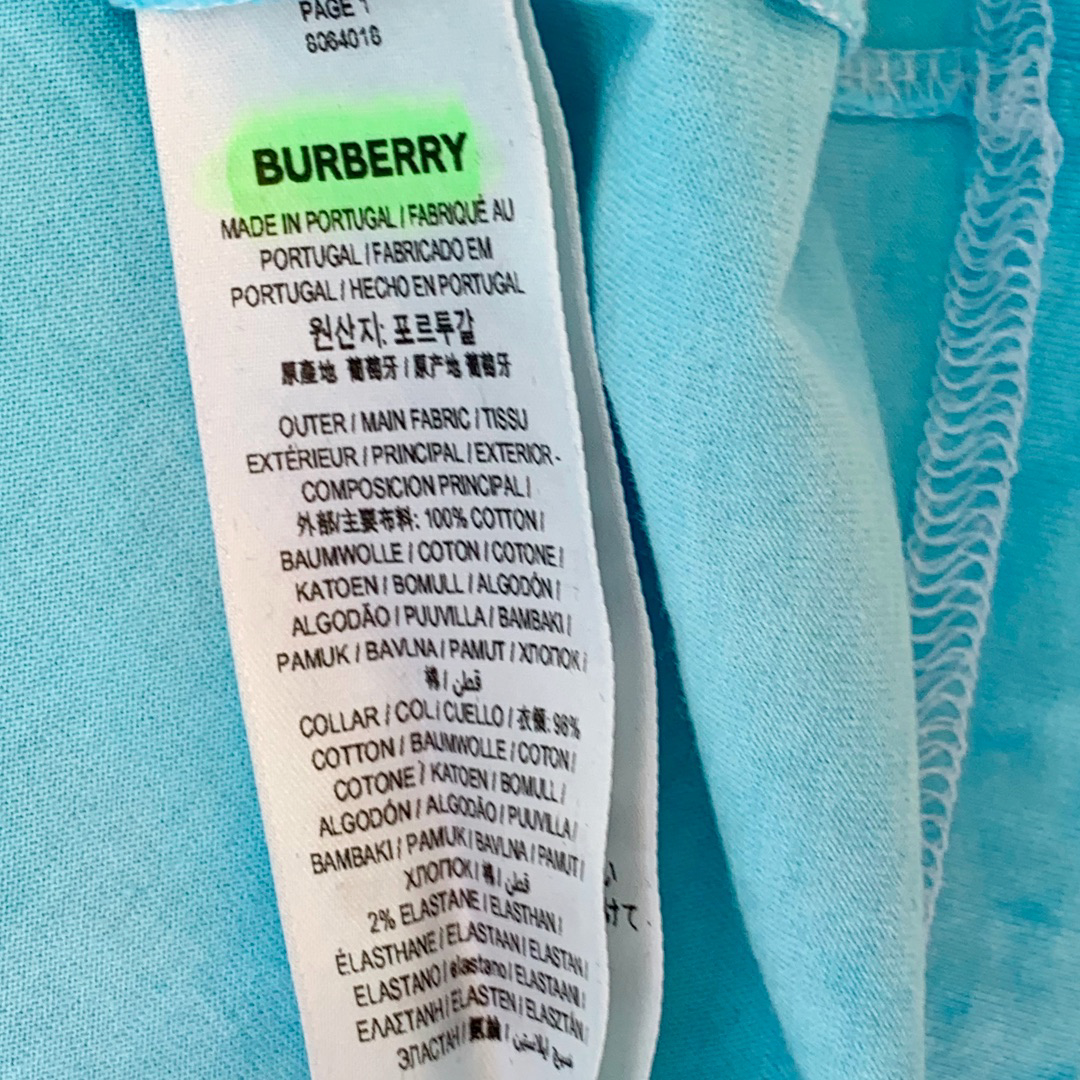 PAGE 1
8064016
BURBERRY
MADE IN PORTUGAL / FABRIQUÉ AU
PORTUGAL / FABRICADO EM
PORTUGAL / HECHO EN PORTUGAL
원산지: 포르투갈
原產地 葡萄牙 / 原产地 葡萄牙
OUTER / MAIN FABRIC / TISSU
EXTÉRIEUR / PRINCIPAL / EXTERIOR -
COMPOSICION PRINCIPAL /
外部/主要布料: 100% COTTON /
BAUMWOLLE / COTON / COTONE /
KATOEN / BOMULL / ALGODÓN /
ALGODÃO / PUUVILLA / BAMBAKI /
PAMUK / BAVLNA / PAMUT / ХЛОПОК /
棉 / قطن
COLLAR / COL / CUELLO / 衣領: 98%
COTTON / BAUMWOLLE / COTON /
COTONE / KATOEN / BOMULL /
ALGODÓN / ALGODÃO / PUUVILLA /
BAMBAKI / PAMUK / BAVLNA / PAMUT /
ХЛОПОК / 棉 / قطن
2% ELASTANE / ELASTHAN /
ÉLASTHANE / ELASTAAN / ELASTAN /
ELASTANO / elastano / ELASTAANI /
ΕΛΑΣΤΑΝΗ / ELASTEN / ELASZTÁN /
ЭЛАСТАН /
けて